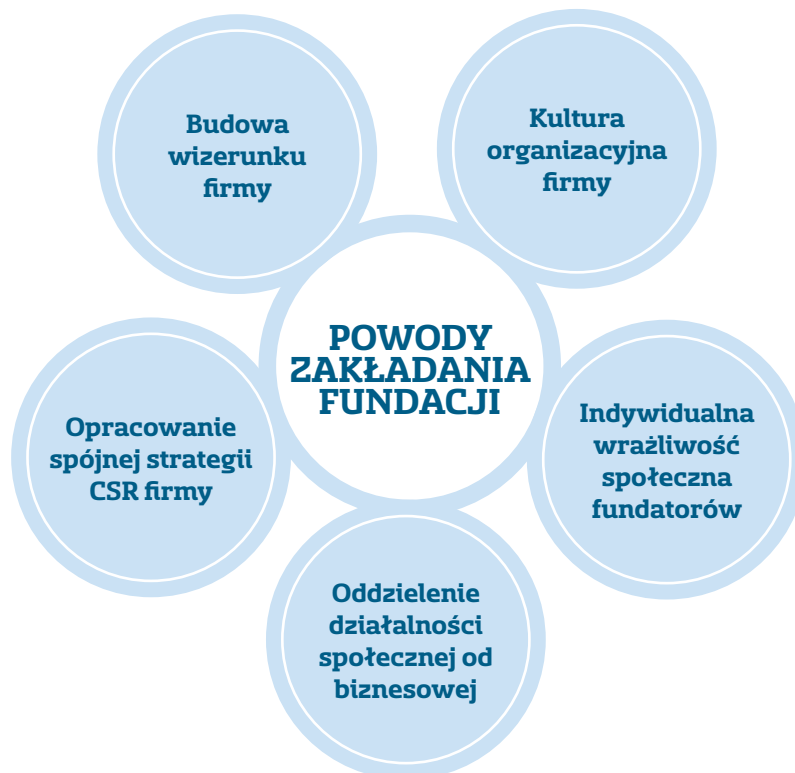 Budowa
wizerunku
firmy
Kultura
organizacyjna
firmy
POWODY
ZAKŁADANIA
FUNDACJI
Opracowanie
spójnej strategii
CSR firmy
Indywidualna
wrażliwość
społeczna
fundatorów
Oddzielenie
działalności
społecznej od
biznesowej